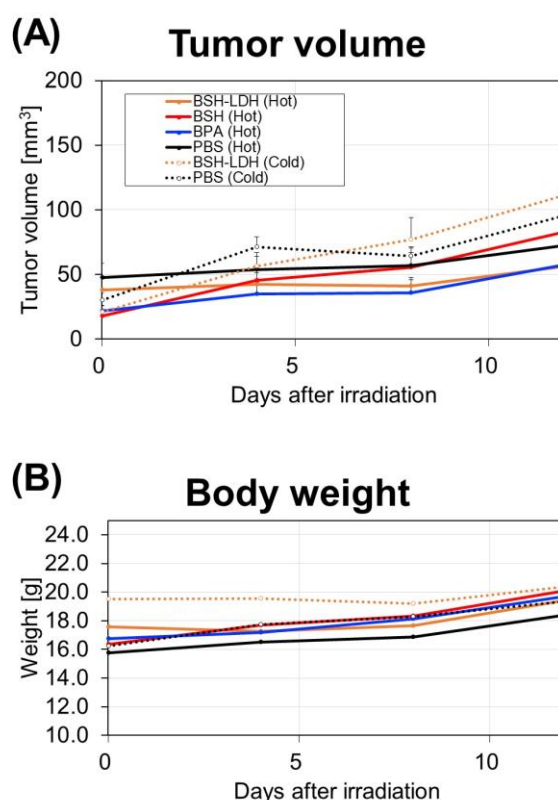 (A)
Tumor volume
Tumor volume [mm³]
200
150
100
50
0
BSH-LDH (Hot)
BSH (Hot)
BPA (Hot)
PBS (Hot)
BSH-LDH (Cold)
PBS (Cold)
0 5 10
Days after irradiation
(B)
Body weight
Weight [g]
24.0
22.0
20.0
18.0
16.0
14.0
12.0
10.0
0 5 10
Days after irradiation